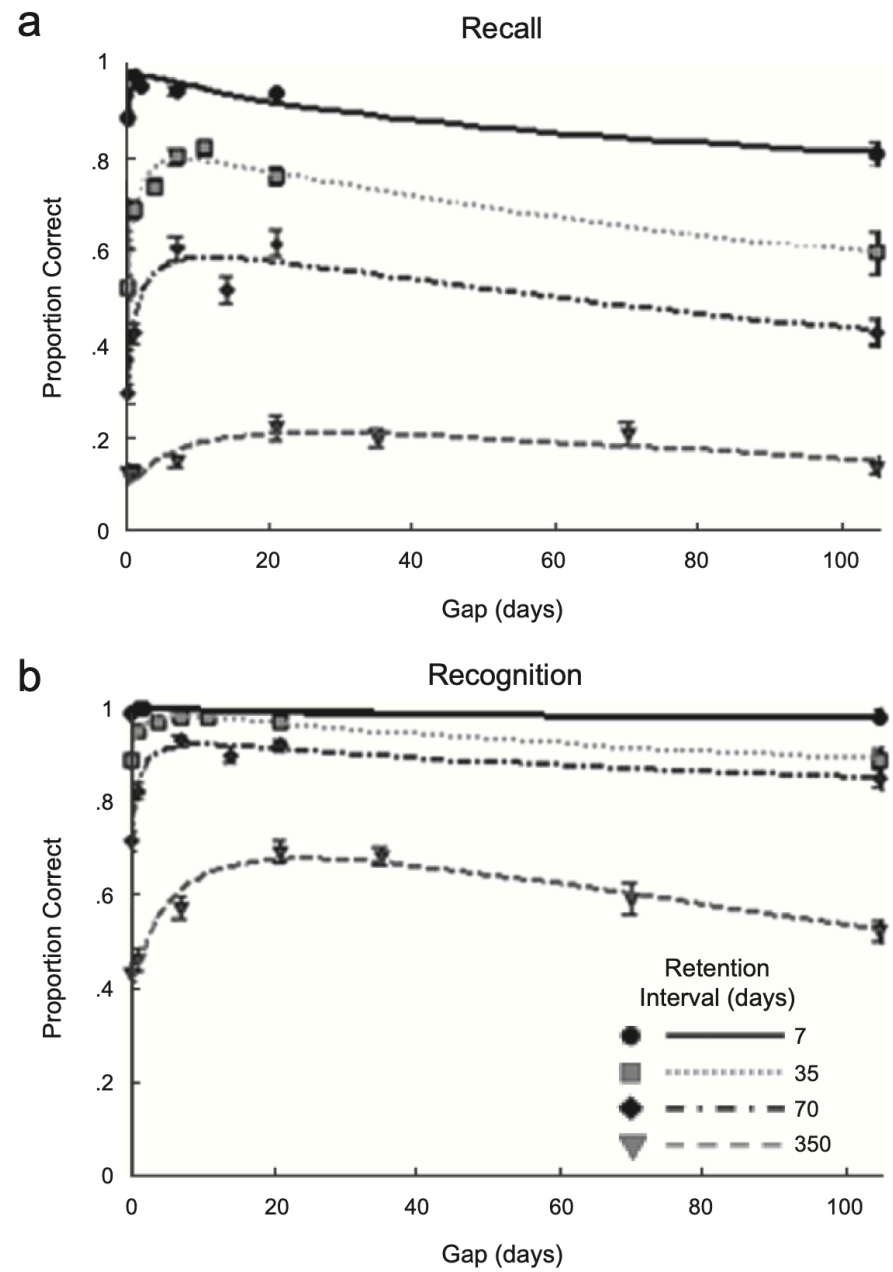 a
Recall
Proportion Correct
1
.8
.6
.4
.2
0
0 20 40 60 80 100
Gap (days)
b
Recognition
Proportion Correct
1
.8
.6
.4
.2
0
Retention
Interval (days)
7
35
70
350
0 20 40 60 80 100
Gap (days)